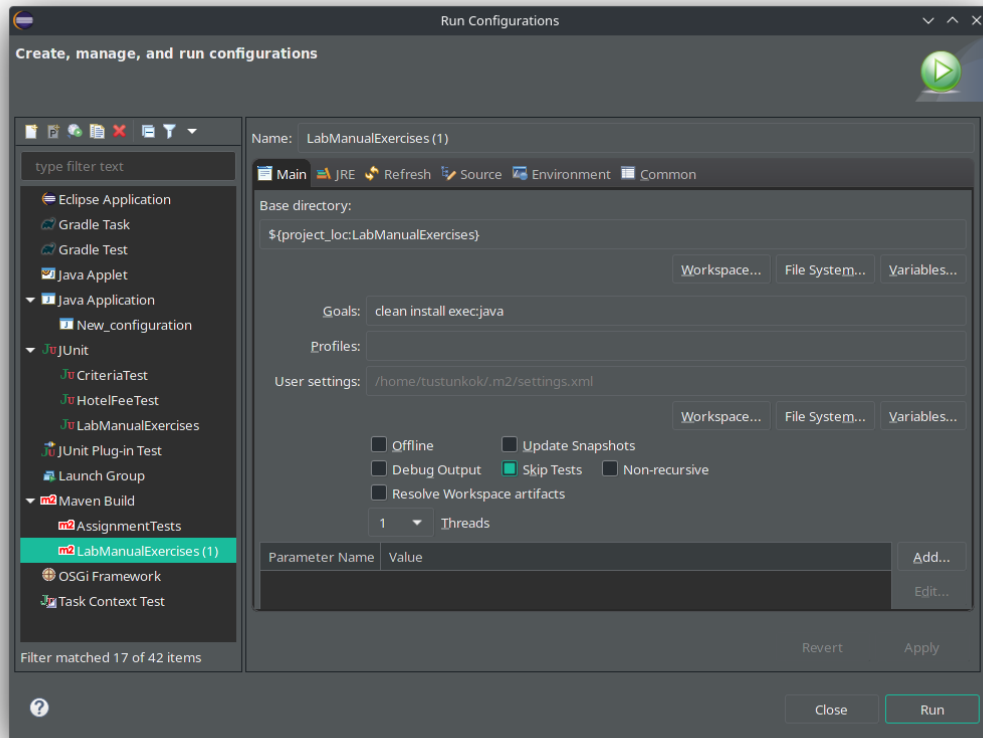 Run Configurations
Create, manage, and run configurations
type filter text
Eclipse Application
Gradle Task
Gradle Test
Java Applet
Java Application
New_configuration
JUnit
CriteriaTest
HotelFeeTest
LabManualExercises
JUnit Plug-in Test
Launch Group
Maven Build
AssignmentTests
LabManualExercises (1)
OSGi Framework
Task Context Test
Filter matched 17 of 42 items
Name: LabManualExercises (1)
Main JRE Refresh Source Environment Common
Base directory:
${project_loc:LabManualExercises}
Workspace... File System... Variables...
Goals: clean install exec:java
Profiles:
User settings: /home/tustunkok/.m2/settings.xml
Workspace... File System... Variables...
Offline Update Snapshots
Debug Output Skip Tests Non-recursive
Resolve Workspace artifacts
1 Threads
Parameter Name Value Add...
Edit...
Revert Apply
Close Run